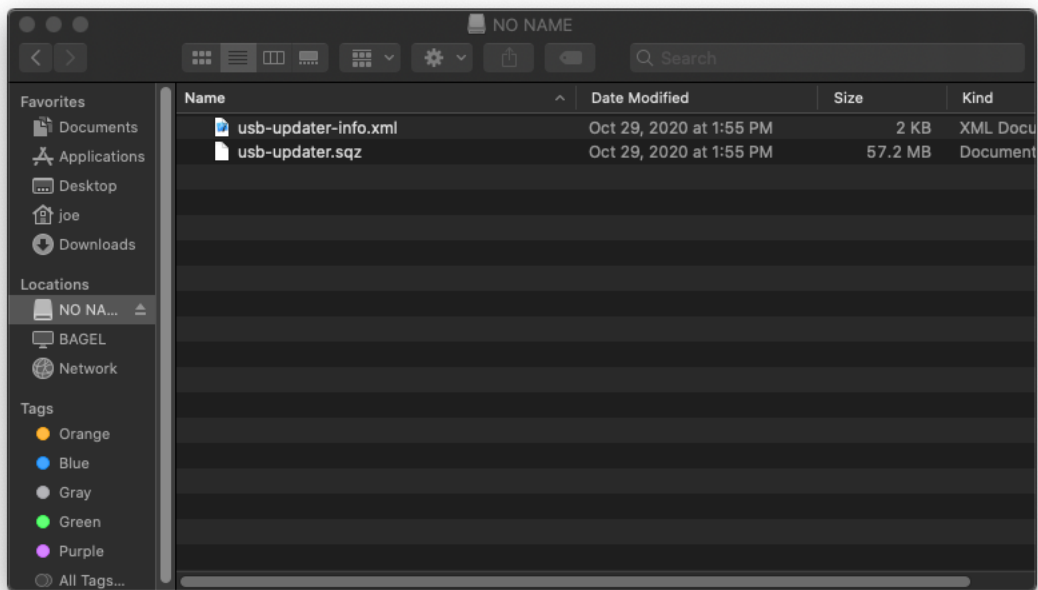 NO NAME
Search
Favorites
Documents
Applications
Desktop
joe
Downloads
Locations
NO NA...
BAGEL
Network
Tags
Orange
Blue
Gray
Green
Purple
All Tags...
Name Date Modified Size Kind
usb-updater-info.xml Oct 29, 2020 at 1:55 PM 2 KB XML Docu
usb-updater.sqz Oct 29, 2020 at 1:55 PM 57.2 MB Document